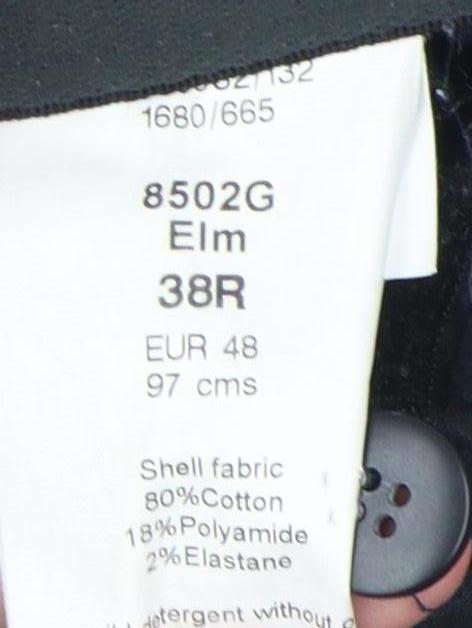 132
1680/665
8502G
Elm
38R
EUR 48
97 cms
Shell fabric
80%Cotton
18%Polyamide
2%Elastane
detergent without